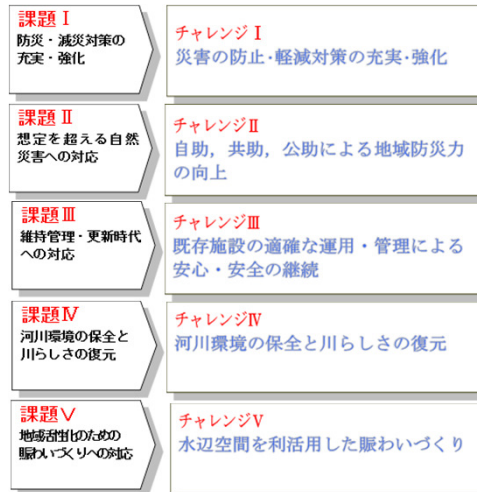 課題Ⅰ
防災・減災対策の
充実・強化
チャレンジⅠ
災害の防止・軽減対策の充実・強化
課題Ⅱ
想定を超える自然
災害への対応
チャレンジⅡ
自助，共助，公助による地域防災力
の向上
課題Ⅲ
維持管理・更新時代
への対応
チャレンジⅢ
既存施設の適確な運用・管理による
安心・安全の継続
課題Ⅳ
河川環境の保全と
川らしさの復元
チャレンジⅣ
河川環境の保全と川らしさの復元
課題Ⅴ
地域活性化のための
賑わいづくりへの対応
チャレンジⅤ
水辺空間を利活用した賑わいづくり